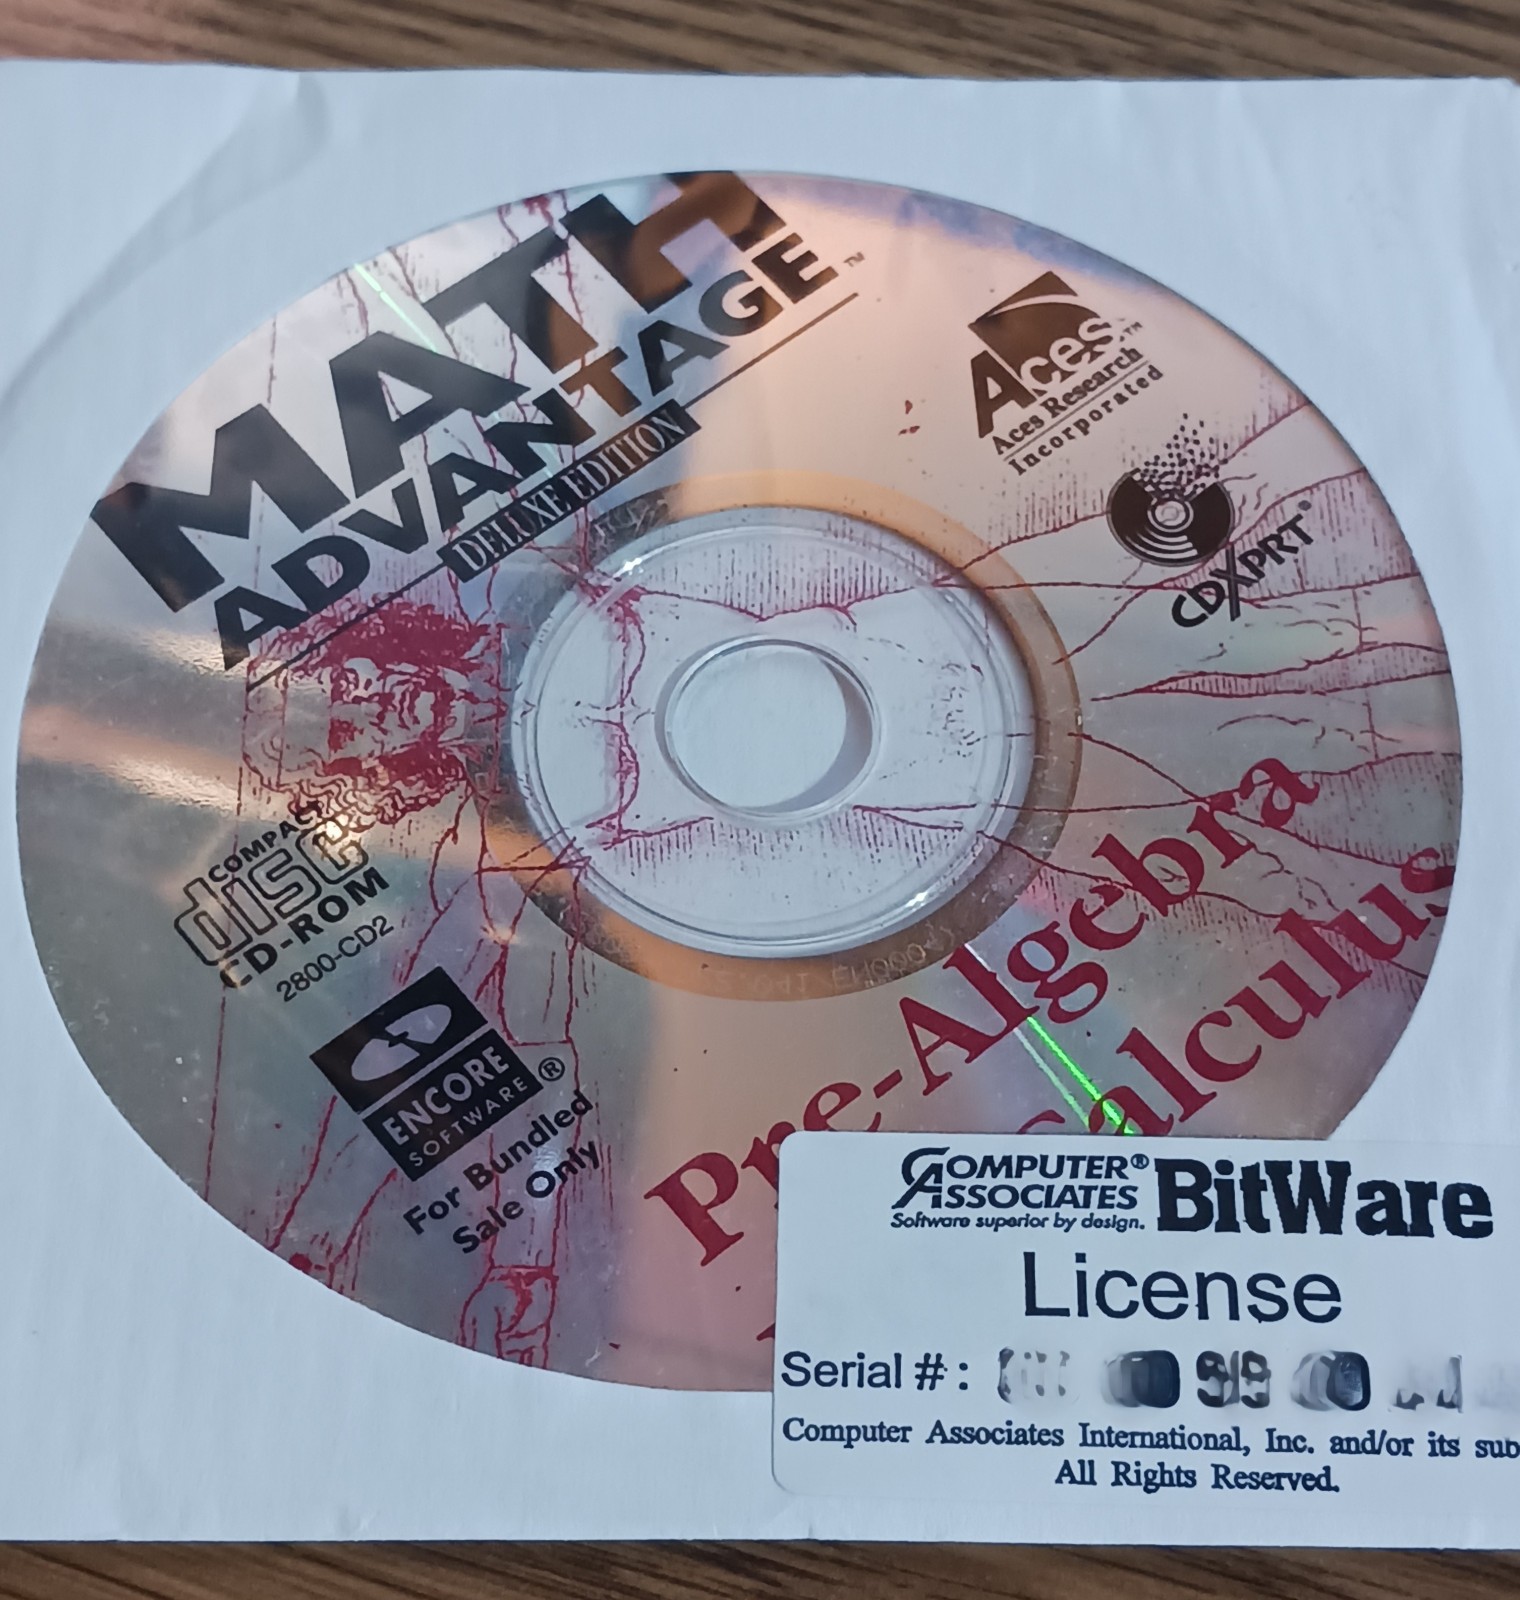 MATH
ADVANTAGE™
DELUXE EDITION
Aces™
Aces Research
Incorporated
CDXPRT®
COMPACT
disc
CD-ROM
2800-CD2
ENCORE®
SOFTWARE
For Bundled
Sale Only
Pre-Algebra
Calculus
COMPUTER®
ASSOCIATES
Software superior by design.
BitWare
License
Serial #:
Computer Associates International, Inc. and/or its sub
All Rights Reserved.